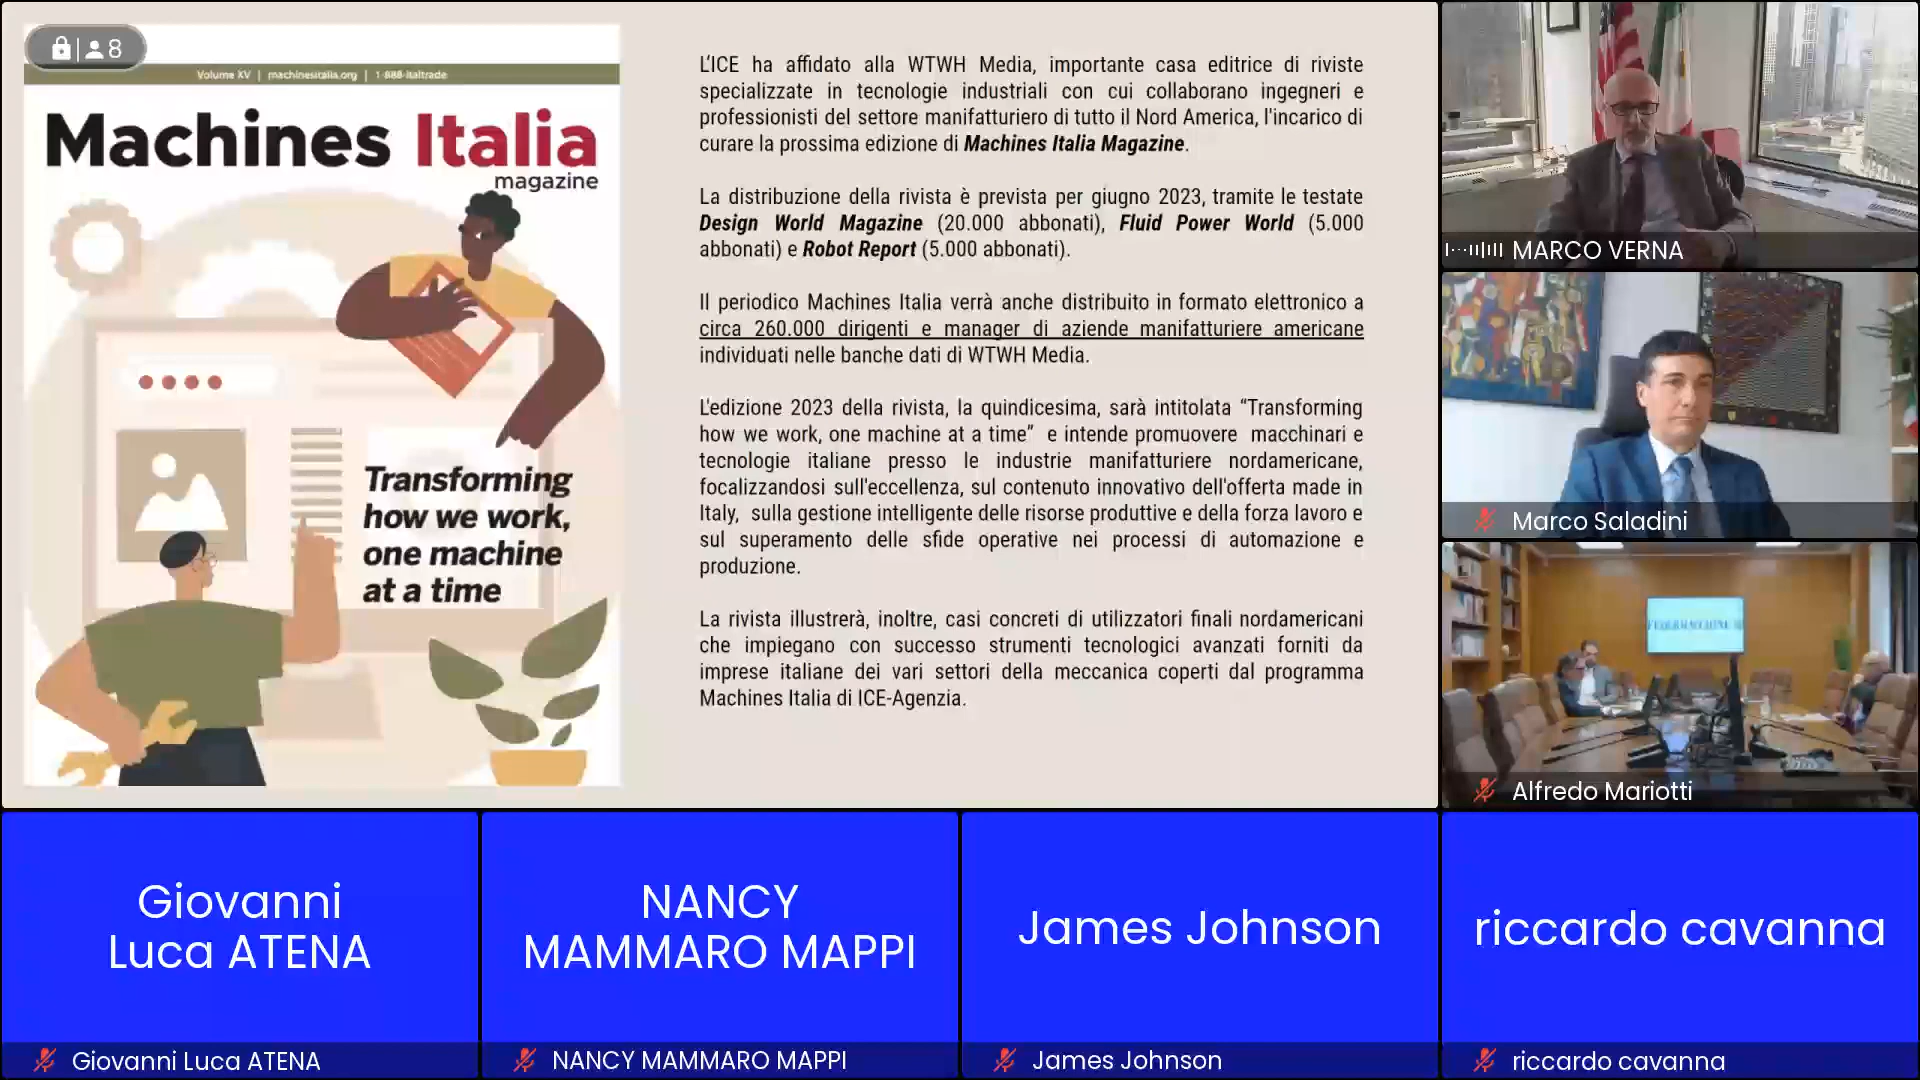 8
Volume XV | machinesitalia.org | 1-888-italtrade
Machines Italia
magazine
Transforming
how we work,
one machine
at a time
L'ICE ha affidato alla WTWH Media, importante casa editrice di riviste
specializzate in tecnologie industriali con cui collaborano ingegneri e
professionisti del settore manifatturiero di tutto il Nord America, l'incarico di
curare la prossima edizione di Machines Italia Magazine.
La distribuzione della rivista è prevista per giugno 2023, tramite le testate
Design World Magazine (20.000 abbonati), Fluid Power World (5.000
abbonati) e Robot Report (5.000 abbonati).
Il periodico Machines Italia verrà anche distribuito in formato elettronico a
circa 260.000 dirigenti e manager di aziende manifatturiere americane
individuati nelle banche dati di WTWH Media.
L'edizione 2023 della rivista, la quindicesima, sarà intitolata “Transforming
how we work, one machine at a time” e intende promuovere macchinari e
tecnologie italiane presso le industrie manifatturiere nordamericane,
focalizzandosi sull'eccellenza, sul contenuto innovativo dell'offerta made in
Italy, sulla gestione intelligente delle risorse produttive e della forza lavoro e
sul superamento delle sfide operative nei processi di automazione e
produzione.
La rivista illustrerà, inoltre, casi concreti di utilizzatori finali nordamericani
che impiegano con successo strumenti tecnologici avanzati forniti da
imprese italiane dei vari settori della meccanica coperti dal programma
Machines Italia di ICE-Agenzia.
MARCO VERNA
Marco Saladini
Alfredo Mariotti
Giovanni
Luca ATENA
Giovanni Luca ATENA
NANCY
MAMMARO MAPPI
NANCY MAMMARO MAPPI
James Johnson
James Johnson
riccardo cavanna
riccardo cavanna